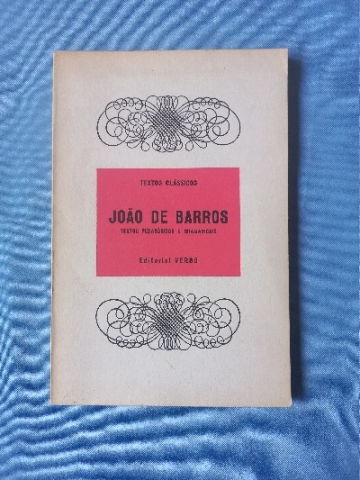 TEXTOS CLÁSSICOS
JOÃO DE BARROS
TEXTOS PEDAGÓGICOS E GRAMATICAIS
Editorial VERBO